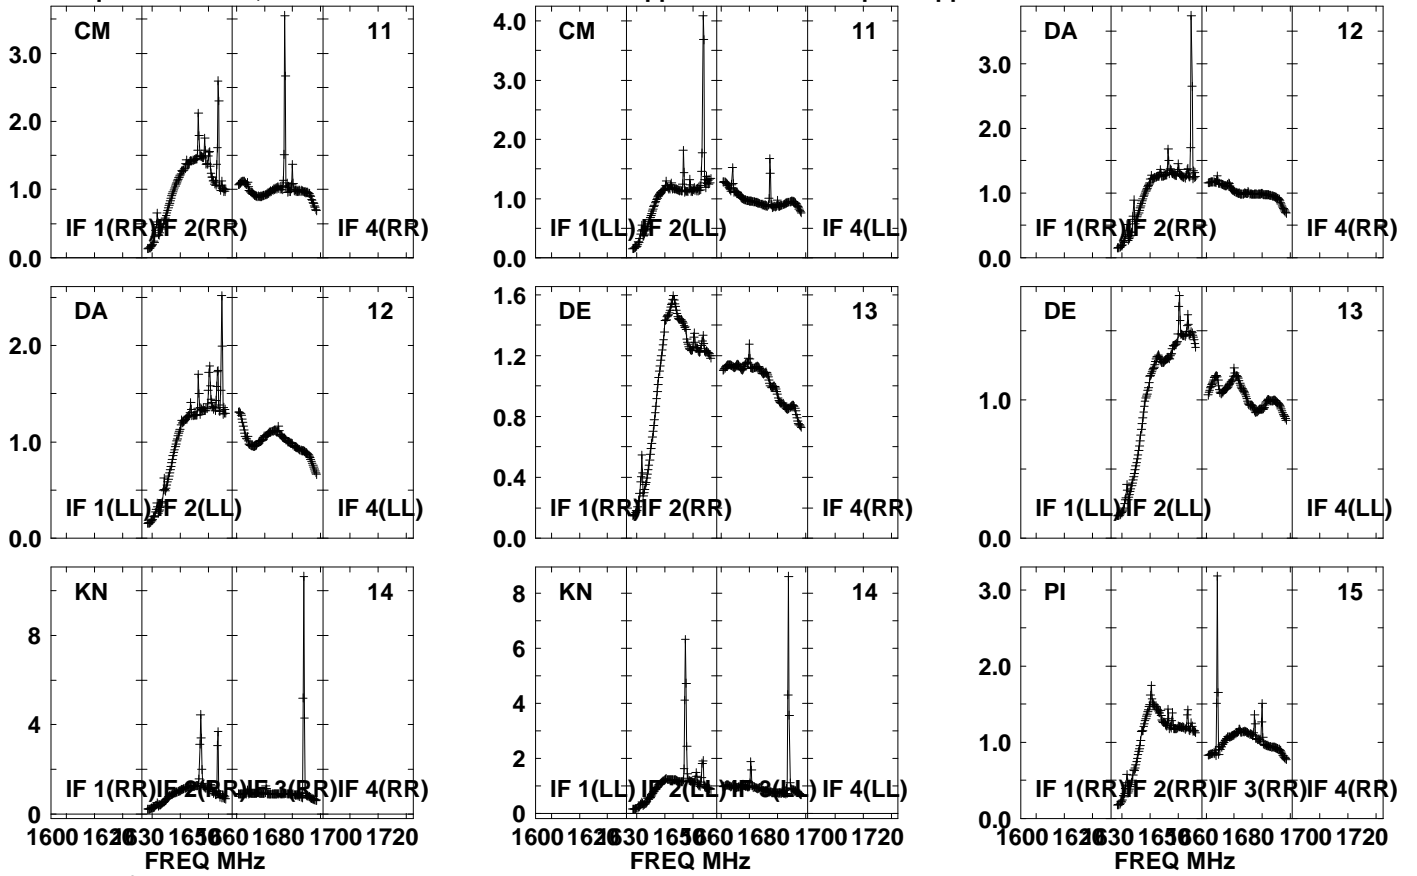 CM 11
3.0
2.0
1.0
0.0
IF 1(RR) IF 2(RR) IF 4(RR)
CM 11
4.0
3.0
2.0
1.0
0.0
IF 1(LL) IF 2(LL) IF 4(LL)
DA 12
3.0
2.0
1.0
0.0
IF 1(RR) IF 2(RR) IF 4(RR)
DA 12
2.0
1.0
0.0
IF 1(LL) IF 2(LL) IF 4(LL)
DE 13
1.6
1.2
0.8
0.4
0.0
IF 1(RR) IF 2(RR) IF 4(RR)
DE 13
1.0
0.0
IF 1(LL) IF 2(LL) IF 4(LL)
KN 14
8
4
0
IF 1(RR) IF 2(RR) IF 3(RR) IF 4(RR)
1600 1620 1630 1650 1660 1680 1700 1720
FREQ MHz
KN 14
8
6
4
2
0
IF 1(LL) IF 2(LL) IF 3(LL) IF 4(LL)
1600 1620 1630 1650 1660 1680 1700 1720
FREQ MHz
PI 15
3.0
2.0
1.0
0.0
IF 1(RR) IF 2(RR) IF 3(RR) IF 4(RR)
1600 1620 1630 1650 1660 1680 1700 1720
FREQ MHz